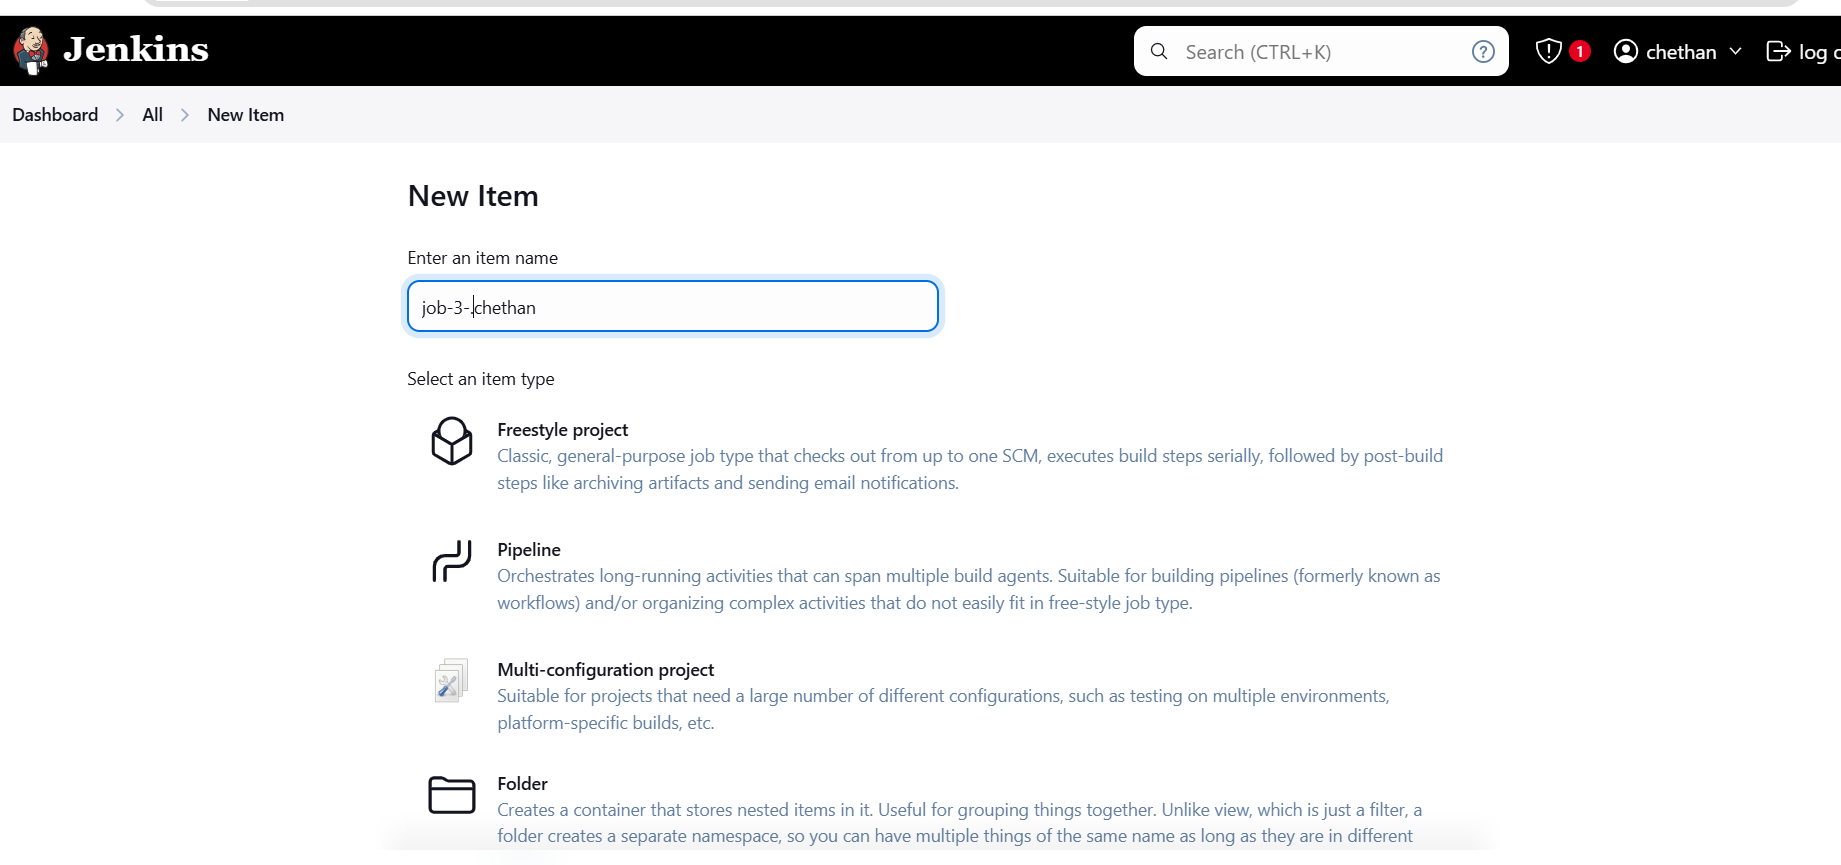 Jenkins
Search (CTRL+K)
?
1
chethan
log
Dashboard
All
New Item
New Item
Enter an item name
job-3-.chethan
Select an item type
Freestyle project
Classic, general-purpose job type that checks out from up to one SCM, executes build steps serially, followed by post-build
steps like archiving artifacts and sending email notifications.
Pipeline
Orchestrates long-running activities that can span multiple build agents. Suitable for building pipelines (formerly known as
workflows) and/or organizing complex activities that do not easily fit in free-style job type.
Multi-configuration project
Suitable for projects that need a large number of different configurations, such as testing on multiple environments,
platform-specific builds, etc.
Folder
Creates a container that stores nested items in it. Useful for grouping things together. Unlike view, which is just a filter, a
folder creates a separate namespace, so you can have multiple things of the same name as long as they are in different